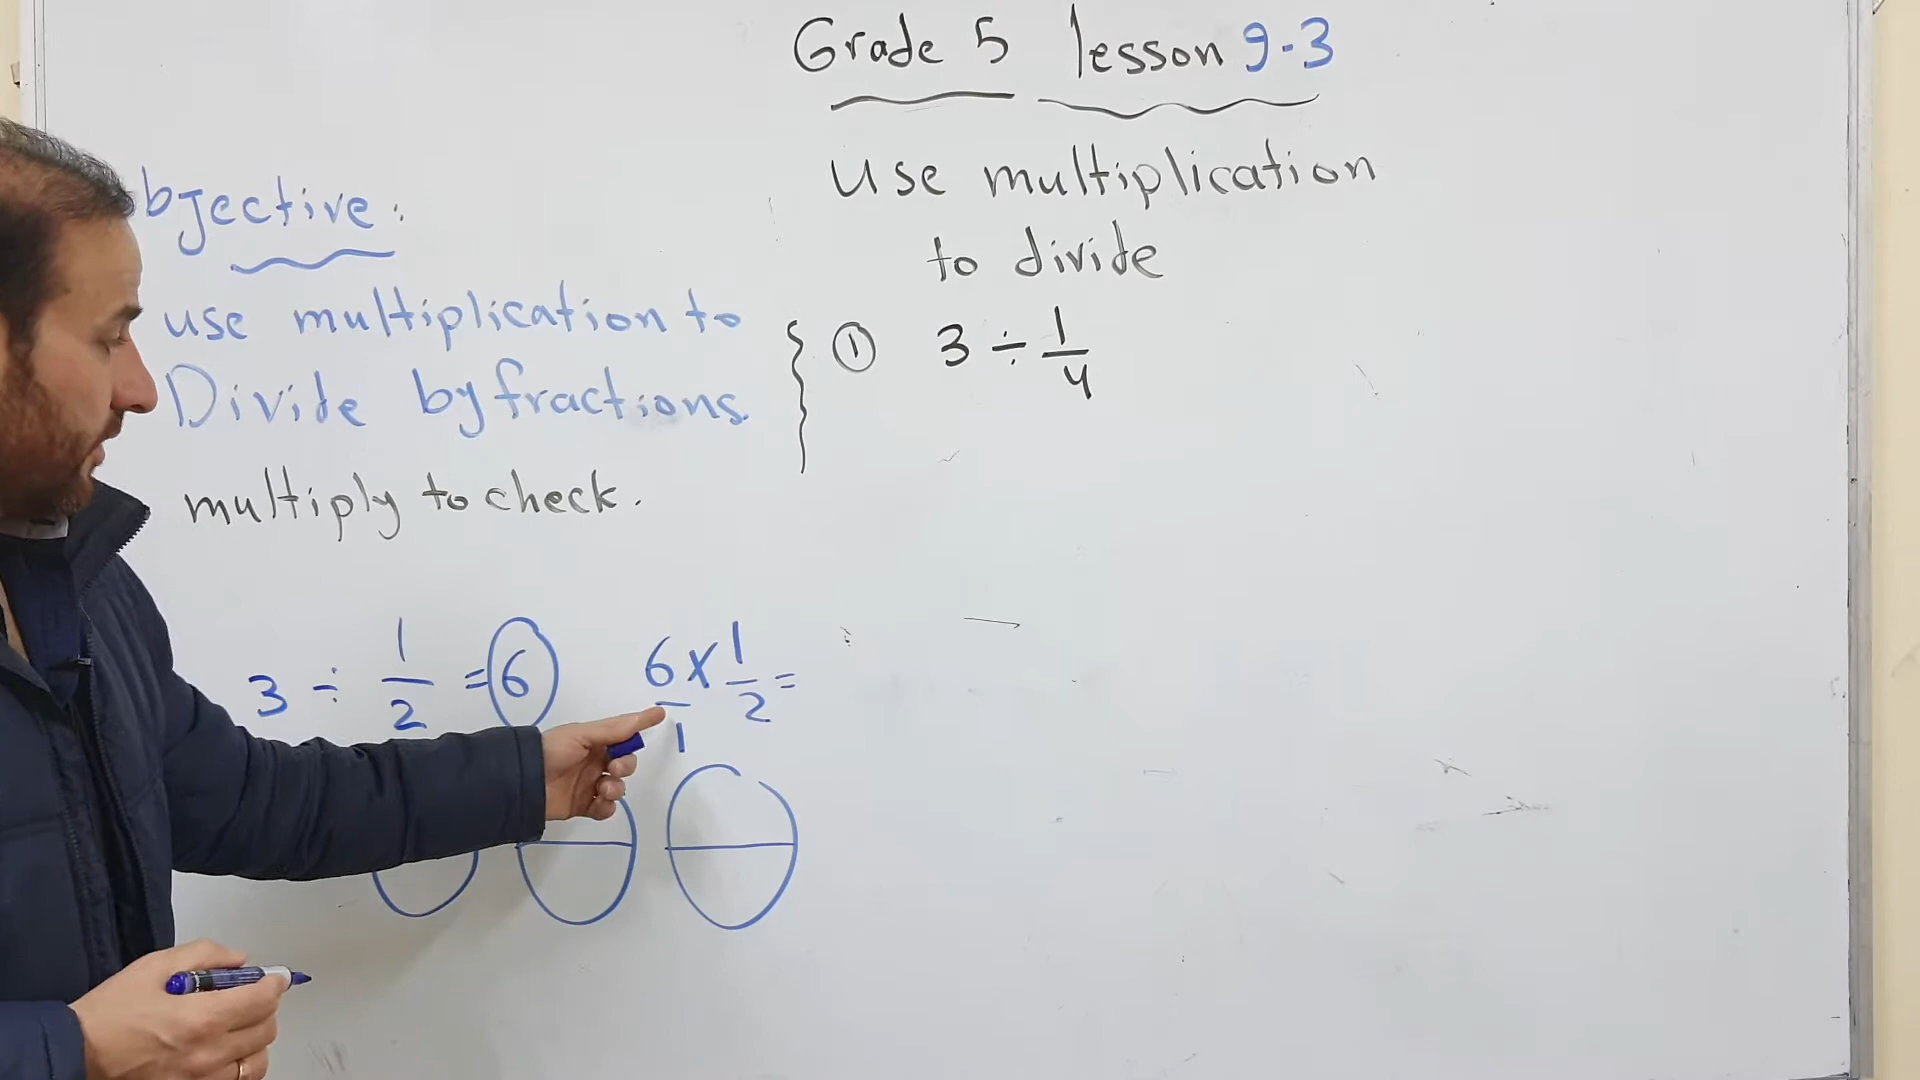 Grade 5 lesson 9-3
use multiplication
to divide
① 3 ÷ 1/4
bjective:
use multiplication to
Divide by fractions.
multiply to check.
3 ÷ 1/2 = 6
6/1 x 1/2 =